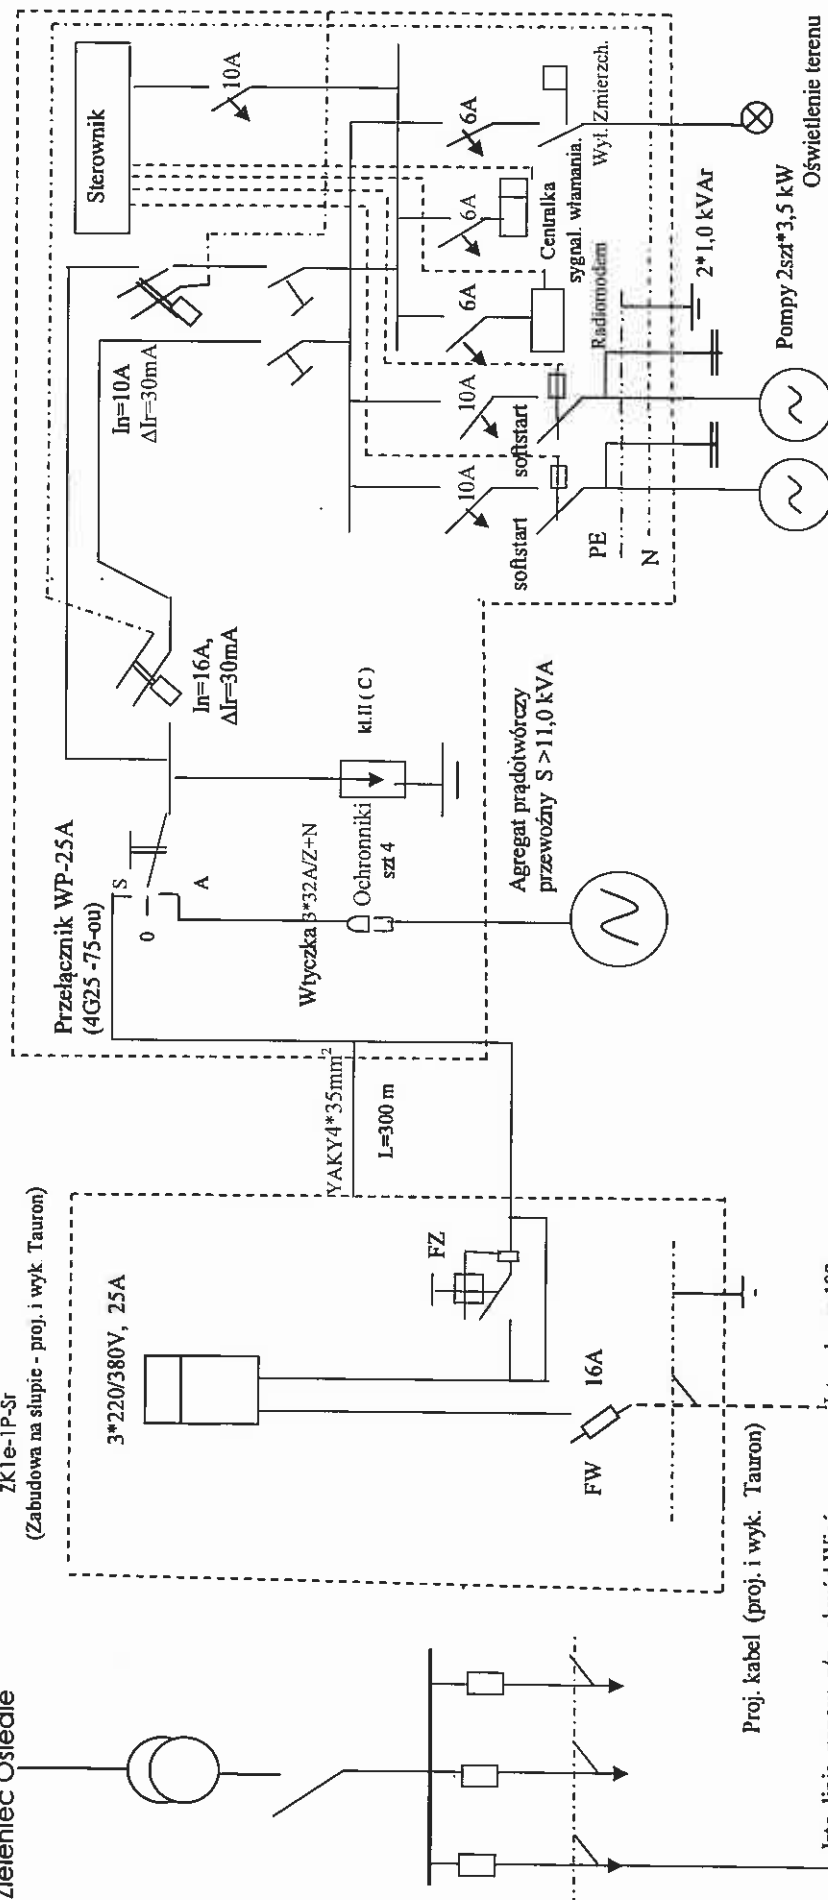 Zieleniec Osiedle
ZK1e-1P-Sr
(Zabudowa na słupie - proj. i wyk. Tauron)
3*220/380V, 25A
FZ
FW
16A
Proj. kabel (proj. i wyk. Tauron)
YAKY4*35mm²
L=300 m
Przełącznik WP-25A
(4G25 -75-ou)
S
0
A
Wtyczka 3*32A/Z+N
Ochronniki
szt 4
kl.II ( C )
Agregat prądotwórczy
przewoźny S >11,0 kVA
In=16A,
ΔIr=30mA
In=10A
ΔIr=30mA
Sterownik
10A
10A
10A
6A
6A
6A
softstart
softstart
Radiomodem
Centralka
sygnal. włamania.
Wył. Zmierzch.
PE
N
2*1,0 kVAr
Pompy 2szt*3,5 kW
Oświetlenie terenu